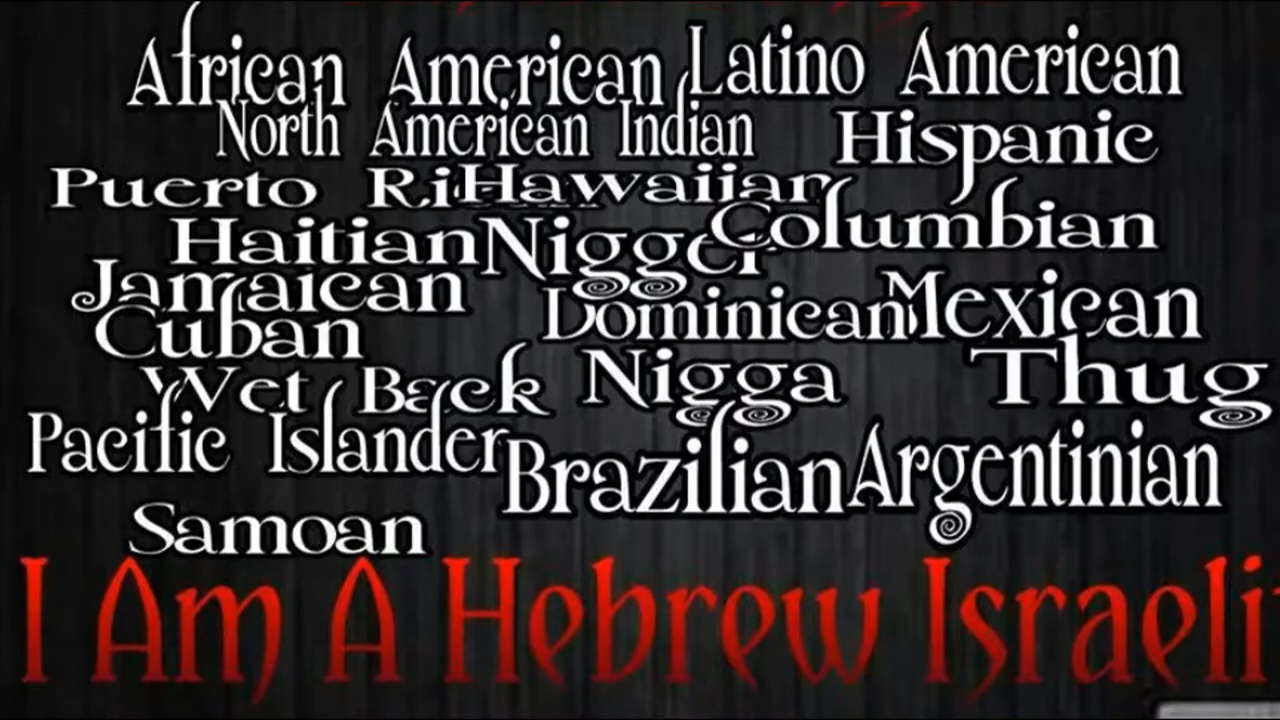 African American Latino American
North American Indian Hispanic
Puerto Hawaiian
Haitian Nigger Columbian
Jamaican Dominican Mexican
Cuban
Wet Back Nigga Thug
Pacific Islander Brazilian Argentinian
Samoan
I Am A Hebrew Israeli